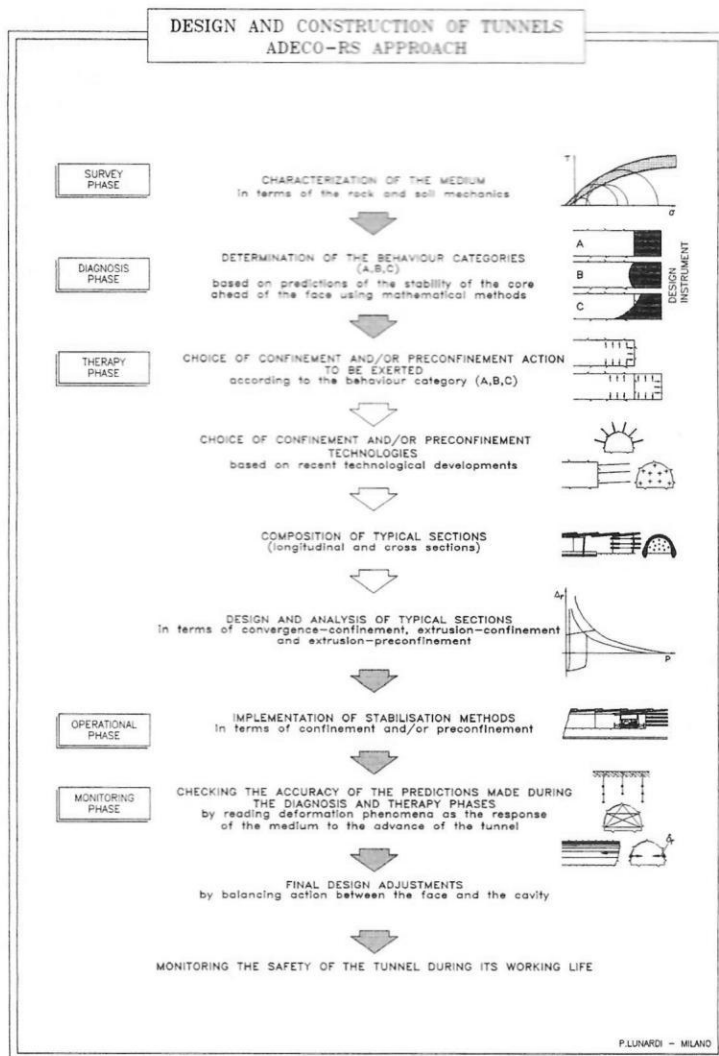 DESIGN AND CONSTRUCTION OF TUNNELS
ADECO-RS APPROACH
SURVEY
PHASE
CHARACTERIZATION OF THE MEDIUM
in terms of the rock and soil mechanics
T
σ
DIAGNOSIS
PHASE
DETERMINATION OF THE BEHAVIOUR CATEGORIES
(A,B,C)
based on predictions of the stability of the core
ahead of the face using mathematical methods
A
B
C
DESIGN
INSTRUMENT
THERAPY
PHASE
CHOICE OF CONFINEMENT AND/OR PRECONFINEMENT ACTION
TO BE EXERTED
according to the behaviour category (A,B,C)
CHOICE OF CONFINEMENT AND/OR PRECONFINEMENT
TECHNOLOGIES
based on recent technological developments
COMPOSITION OF TYPICAL SECTIONS
(longitudinal and cross sections)
DESIGN AND ANALYSIS OF TYPICAL SECTIONS
in terms of convergence-confinement, extrusion-confinement
and extrusion-preconfinement
Δr
P
OPERATIONAL
PHASE
IMPLEMENTATION OF STABILISATION METHODS
in terms of confinement and/or preconfinement
MONITORING
PHASE
CHECKING THE ACCURACY OF THE PREDICTIONS MADE DURING
THE DIAGNOSIS AND THERAPY PHASES
by reading deformation phenomena as the response
of the medium to the advance of the tunnel
δr
FINAL DESIGN ADJUSTMENTS
by balancing action between the face and the cavity
MONITORING THE SAFETY OF THE TUNNEL DURING ITS WORKING LIFE
P.LUNARDI - MILANO